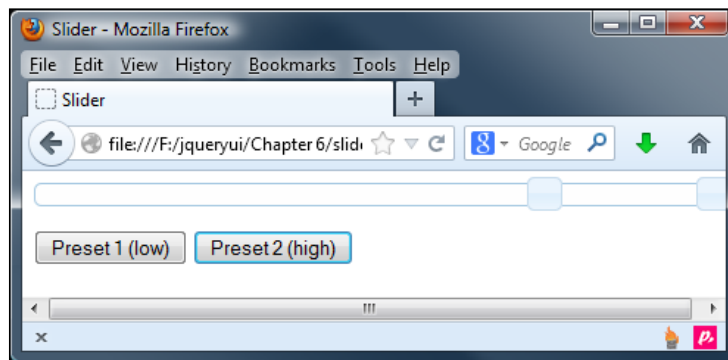 Slider - Mozilla Firefox
File Edit View History Bookmarks Tools Help
Slider +
file:///F:/jqueryui/Chapter 6/slid 8 Google
Preset 1 (low) Preset 2 (high)
x p